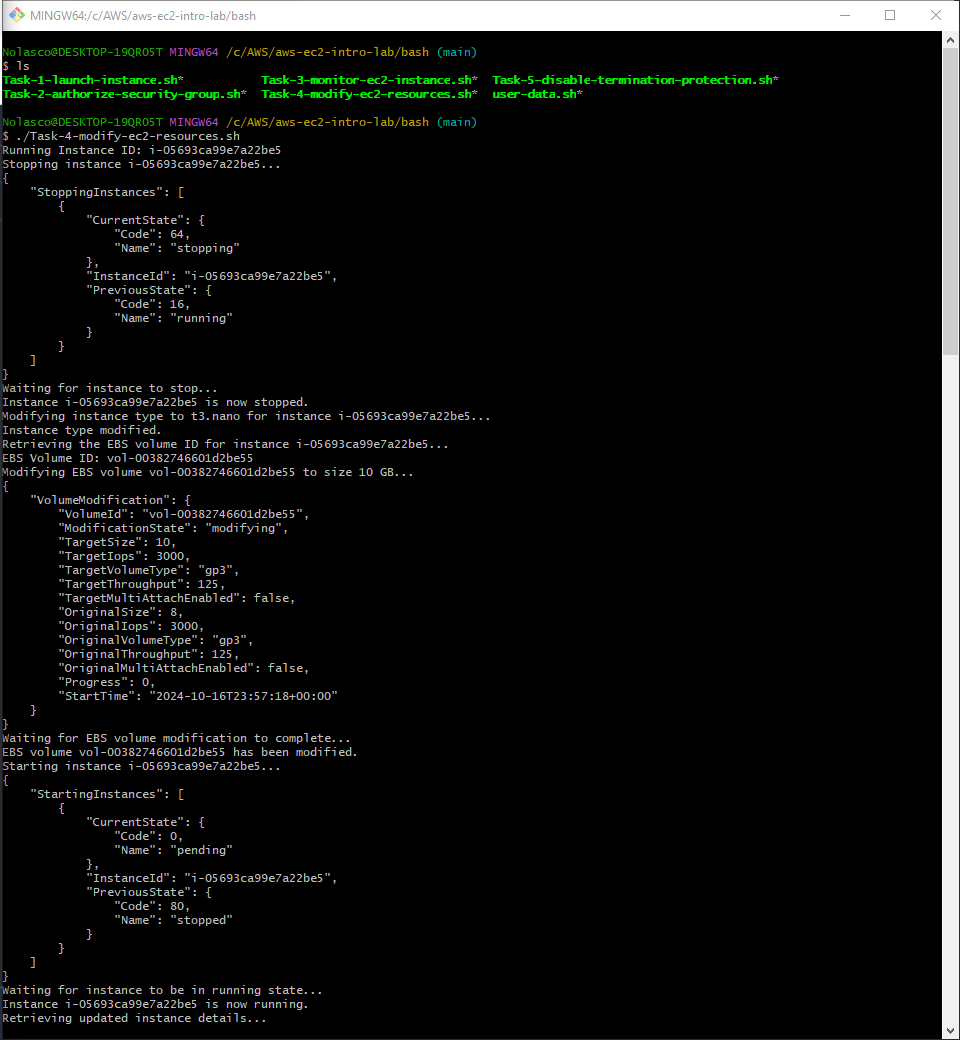 MINGW64:/c/AWS/aws-ec2-intro-lab/bash
Nolasco@DESKTOP-19QRO5T MINGW64 /c/AWS/aws-ec2-intro-lab/bash (main)
$ ls
Task-1-launch-instance.sh* Task-3-monitor-ec2-instance.sh* Task-5-disable-termination-protection.sh*
Task-2-authorize-security-group.sh* Task-4-modify-ec2-resources.sh* user-data.sh*
Nolasco@DESKTOP-19QRO5T MINGW64 /c/AWS/aws-ec2-intro-lab/bash (main)
$ ./Task-4-modify-ec2-resources.sh
Running Instance ID: i-05693ca99e7a22be5
Stopping instance i-05693ca99e7a22be5...
{
    "StoppingInstances": [
        {
            "CurrentState": {
                "Code": 64,
                "Name": "stopping"
            },
            "InstanceId": "i-05693ca99e7a22be5",
            "PreviousState": {
                "Code": 16,
                "Name": "running"
            }
        }
    ]
}
Waiting for instance to stop...
Instance i-05693ca99e7a22be5 is now stopped.
Modifying instance type to t3.nano for instance i-05693ca99e7a22be5...
Instance type modified.
Retrieving the EBS volume ID for instance i-05693ca99e7a22be5...
EBS Volume ID: vol-00382746601d2be55
Modifying EBS volume vol-00382746601d2be55 to size 10 GB...
{
    "VolumeModification": {
        "VolumeId": "vol-00382746601d2be55",
        "ModificationState": "modifying",
        "TargetSize": 10,
        "TargetIops": 3000,
        "TargetVolumeType": "gp3",
        "TargetThroughput": 125,
        "TargetMultiAttachEnabled": false,
        "OriginalSize": 8,
        "OriginalIops": 3000,
        "OriginalVolumeType": "gp3",
        "OriginalThroughput": 125,
        "OriginalMultiAttachEnabled": false,
        "Progress": 0,
        "StartTime": "2024-10-16T23:57:18+00:00"
    }
}
Waiting for EBS volume modification to complete...
EBS volume vol-00382746601d2be55 has been modified.
Starting instance i-05693ca99e7a22be5...
{
    "StartingInstances": [
        {
            "CurrentState": {
                "Code": 0,
                "Name": "pending"
            },
            "InstanceId": "i-05693ca99e7a22be5",
            "PreviousState": {
                "Code": 80,
                "Name": "stopped"
            }
        }
    ]
}
Waiting for instance to be in running state...
Instance i-05693ca99e7a22be5 is now running.
Retrieving updated instance details...